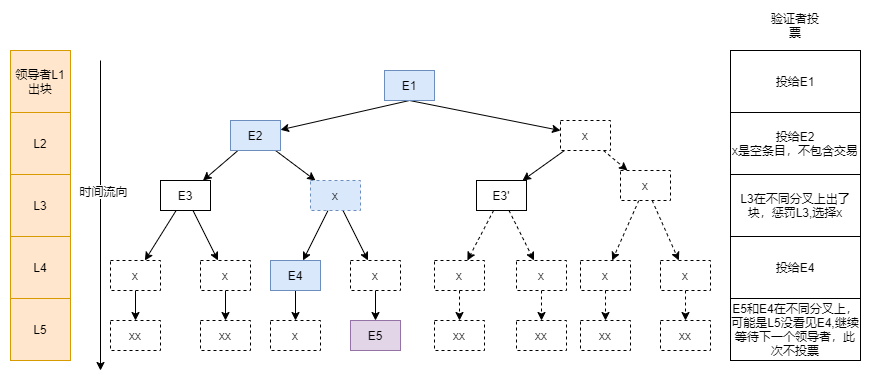 验证者投
票
领导者L1
出块
E1
投给E1
L2
E2
x
投给E2
x是空条目，不包含交易
时间流向
L3
E3
x
E3'
x
L3在不同分叉上出了
块，惩罚L3,选择x
L4
x
x
E4
x
x
x
x
x
投给E4
L5
xx
xx
x
E5
xx
xx
xx
xx
E5和E4在不同分叉上，
可能是L5没看见E4,继续
等待下一个领导者，此
次不投票